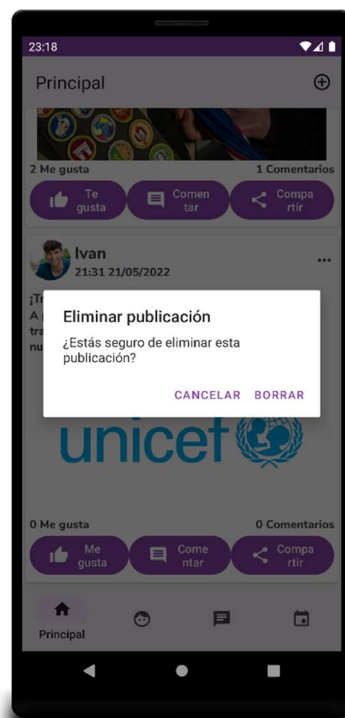 23:18
Principal
2 Me gusta 1 Comentarios
Te
gusta
Comen
tar
Compa
rtir
Ivan
21:31 21/05/2022
Eliminar publicación
¿Estás seguro de eliminar esta
publicación?
CANCELAR BORRAR
unicef
0 Me gusta 0 Comentarios
Me
gusta
Come
ntar
Compa
rtir
Principal